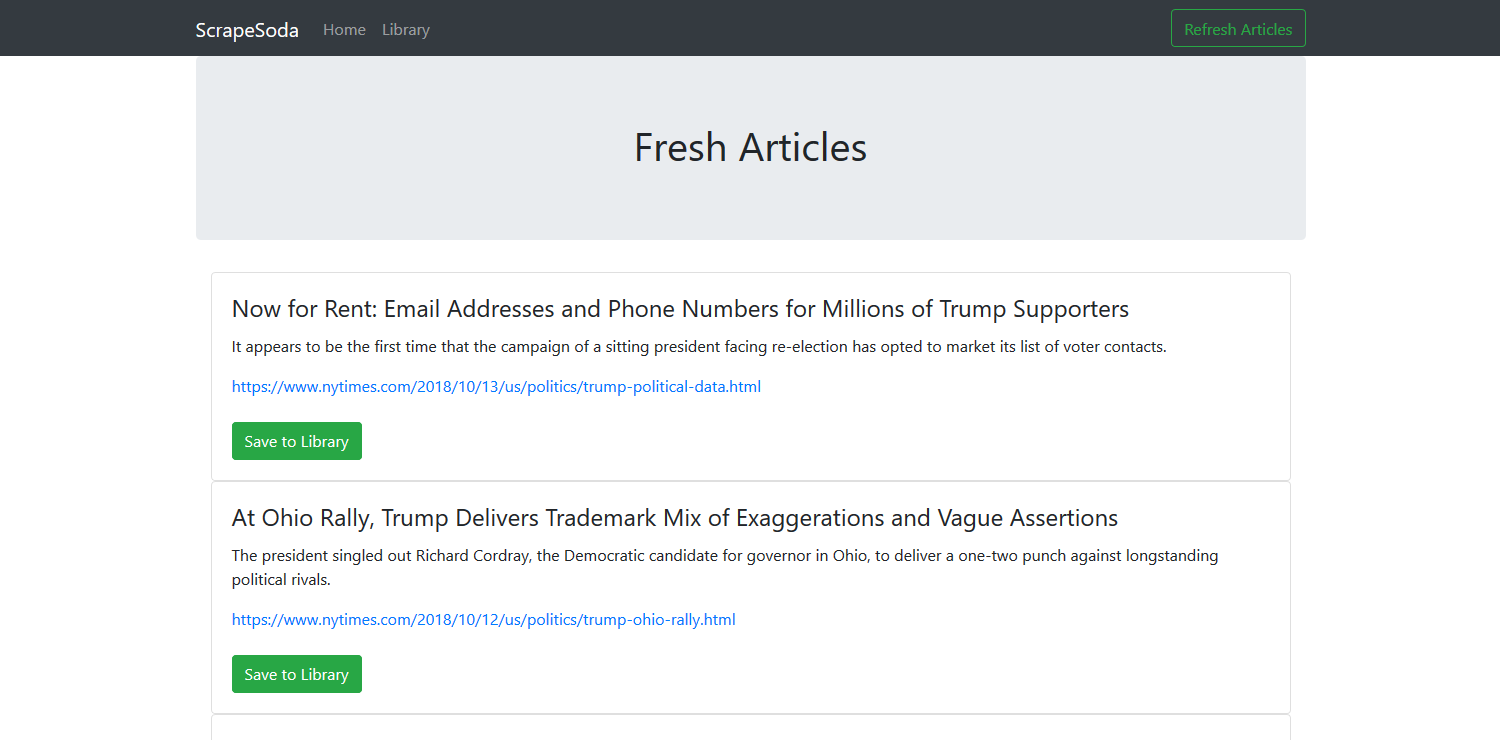 ScrapeSoda Home Library Refresh Articles
Fresh Articles
Now for Rent: Email Addresses and Phone Numbers for Millions of Trump Supporters
It appears to be the first time that the campaign of a sitting president facing re-election has opted to market its list of voter contacts.
https://www.nytimes.com/2018/10/13/us/politics/trump-political-data.html
Save to Library
At Ohio Rally, Trump Delivers Trademark Mix of Exaggerations and Vague Assertions
The president singled out Richard Cordray, the Democratic candidate for governor in Ohio, to deliver a one-two punch against longstanding
political rivals.
https://www.nytimes.com/2018/10/12/us/politics/trump-ohio-rally.html
Save to Library